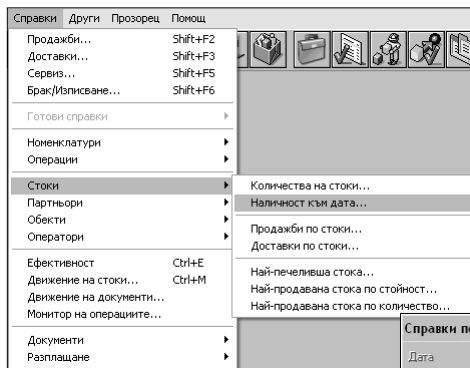 Справки Други Прозорец Помощ
Продажби... Shift+F2
Доставки... Shift+F3
Сервиз... Shift+F5
Брак/Изписване... Shift+F6
Готови справки
Номенклатури
Операции
Стоки
Партньори
Обекти
Оператори
Ефективност Ctrl+E
Движение на стоки... Ctrl+M
Движение на документи...
Монитор на операциите...
Документи
Разплащане
Количества на стоки...
Наличност към дата...
Продажби по стоки...
Доставки по стоки...
Най-печеливша стока...
Най-продавана стока по стойност...
Най-продавана стока по количество...
Справки по
Дата